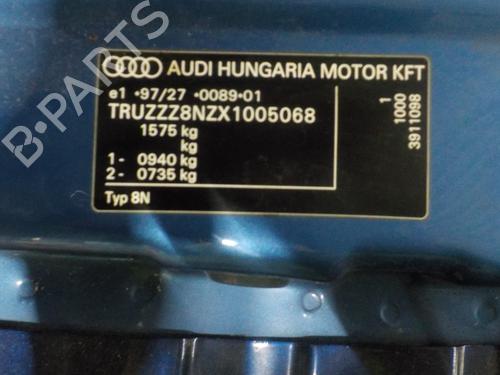 AUDI HUNGARIA MOTOR KFT
e1 *97/27 *0089*01
TRUZZZ8NZX1005068
1575 kg
kg
1- 0940 kg
2- 0735 kg
Typ 8N
1
1000
3911098
B-PARTS